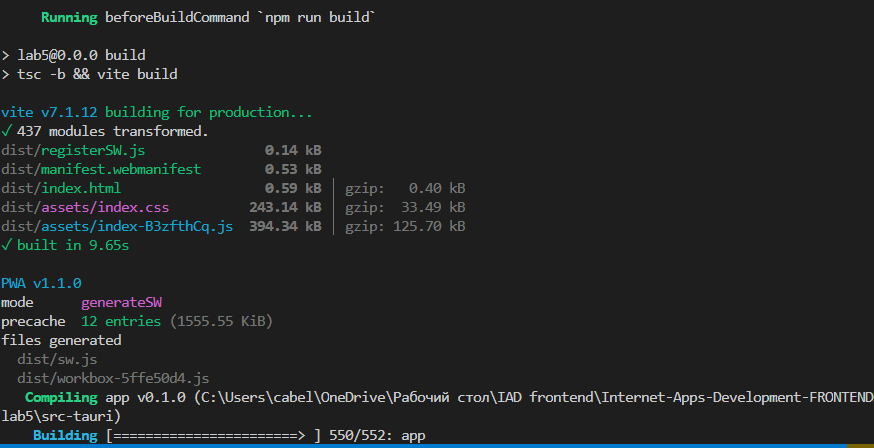 Running beforeBuildCommand `npm run build`
> lab5@0.0.0 build
> tsc -b && vite build
vite v7.1.12 building for production...
✓ 437 modules transformed.
dist/registerSW.js 0.14 kB
dist/manifest.webmanifest 0.53 kB
dist/index.html 0.59 kB │ gzip: 0.40 kB
dist/assets/index.css 243.14 kB │ gzip: 33.49 kB
dist/assets/index-B3zfthCq.js 394.34 kB │ gzip: 125.70 kB
✓ built in 9.65s
PWA v1.1.0
mode generateSW
precache 12 entries (1555.55 KiB)
files generated
dist/sw.js
dist/workbox-5ffe50d4.js
Compiling app v0.1.0 (C:\Users\cabel\OneDrive\Рабочий стол\IAD frontend\Internet-Apps-Development-FRONTEND
lab5\src-tauri)
Building [=======================> ] 550/552: app